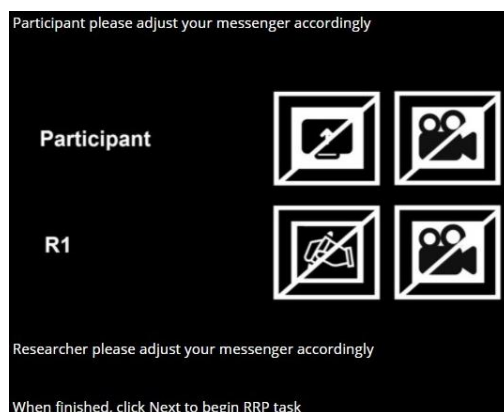 Participant please adjust your messenger accordingly
Participant
R1
Researcher please adjust your messenger accordingly
When finished, click Next to begin RRP task